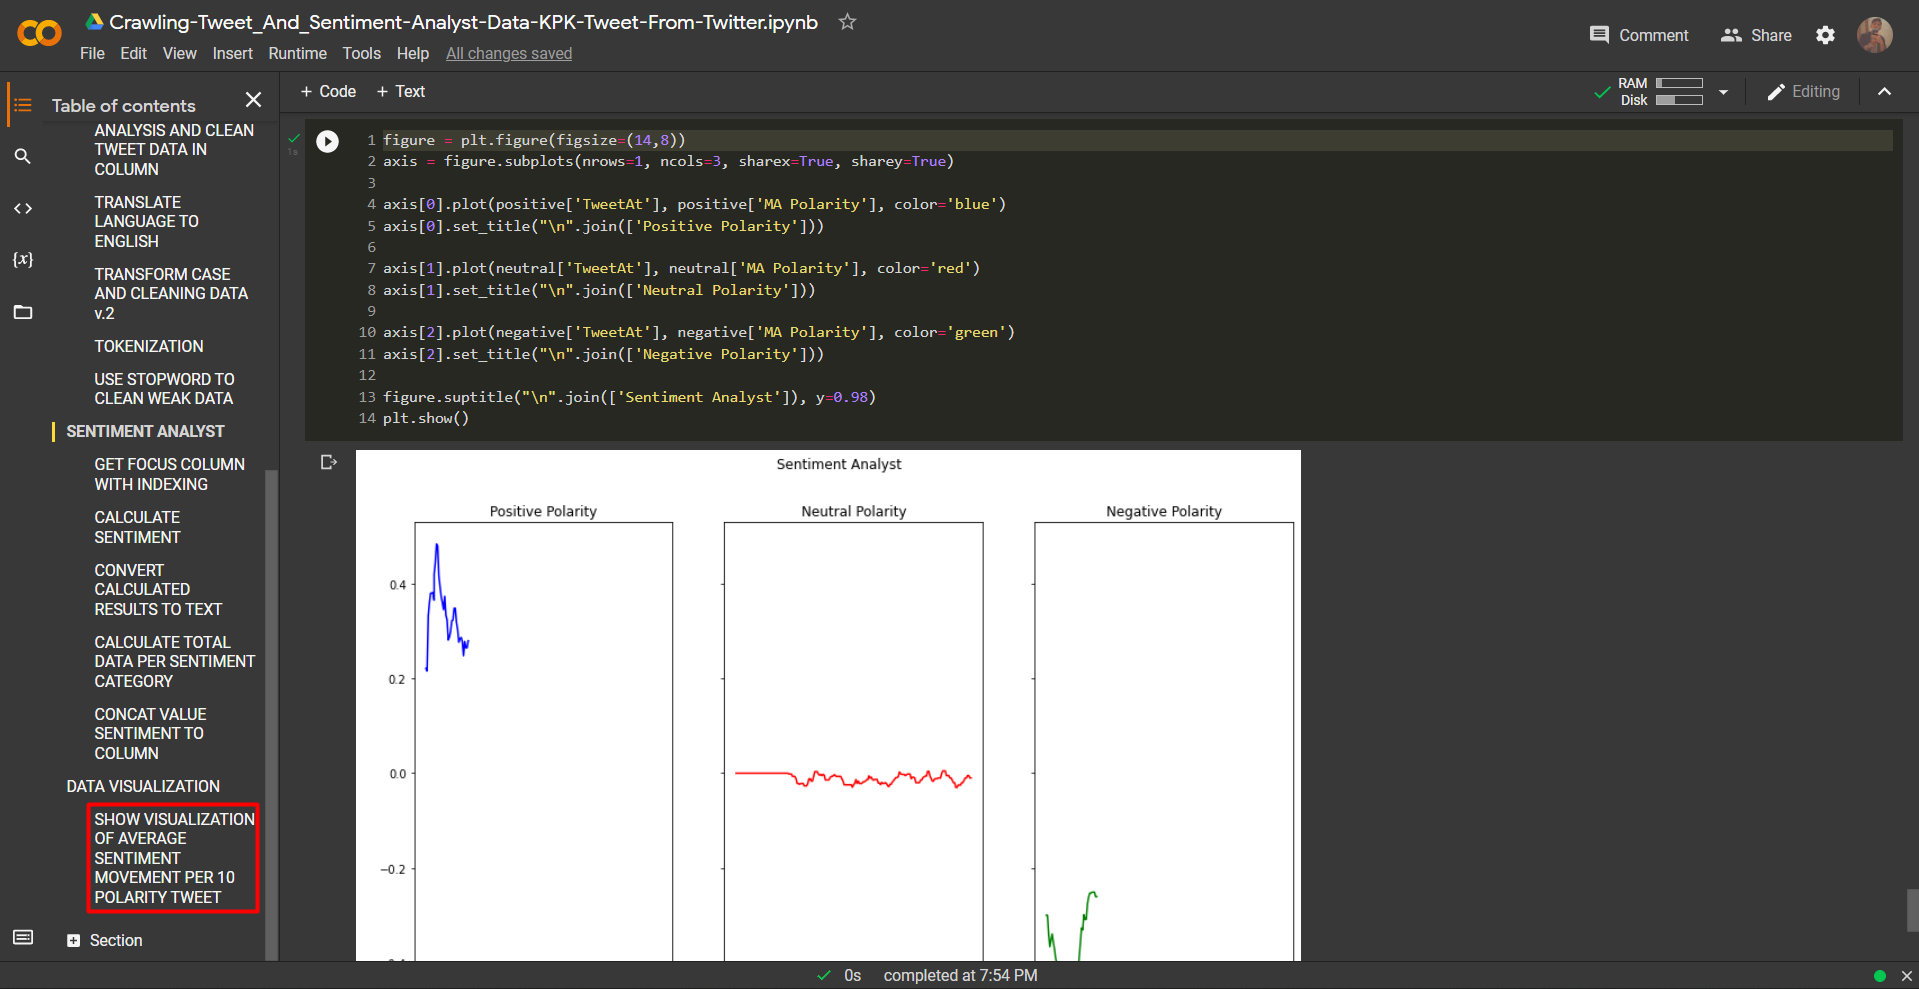 Crawling-Tweet_And_Sentiment-Analyst-Data-KPK-Tweet-From-Twitter.ipynb
File Edit View Insert Runtime Tools Help All changes saved
Comment Share
Table of contents
+ Code + Text
RAM
Disk
Editing
ANALYSIS AND CLEAN
TWEET DATA IN
COLUMN
TRANSLATE
LANGUAGE TO
ENGLISH
TRANSFORM CASE
AND CLEANING DATA
v.2
TOKENIZATION
USE STOPWORD TO
CLEAN WEAK DATA
SENTIMENT ANALYST
GET FOCUS COLUMN
WITH INDEXING
CALCULATE
SENTIMENT
CONVERT
CALCULATED
RESULTS TO TEXT
CALCULATE TOTAL
DATA PER SENTIMENT
CATEGORY
CONCAT VALUE
SENTIMENT TO
COLUMN
DATA VISUALIZATION
SHOW VISUALIZATION
OF AVERAGE
SENTIMENT
MOVEMENT PER 10
POLARITY TWEET
Section
{x}
1s
1 figure = plt.figure(figsize=(14,8))
2 axis = figure.subplots(nrows=1, ncols=3, sharex=True, sharey=True)
3
4 axis[0].plot(positive['TweetAt'], positive['MA Polarity'], color='blue')
5 axis[0].set_title("\n".join(['Positive Polarity']))
6
7 axis[1].plot(neutral['TweetAt'], neutral['MA Polarity'], color='red')
8 axis[1].set_title("\n".join(['Neutral Polarity']))
9
10 axis[2].plot(negative['TweetAt'], negative['MA Polarity'], color='green')
11 axis[2].set_title("\n".join(['Negative Polarity']))
12
13 figure.suptitle("\n".join(['Sentiment Analyst']), y=0.98)
14 plt.show()
Sentiment Analyst
Positive Polarity Neutral Polarity Negative Polarity
0.4
0.2
0.0
−0.2
0s completed at 7:54 PM